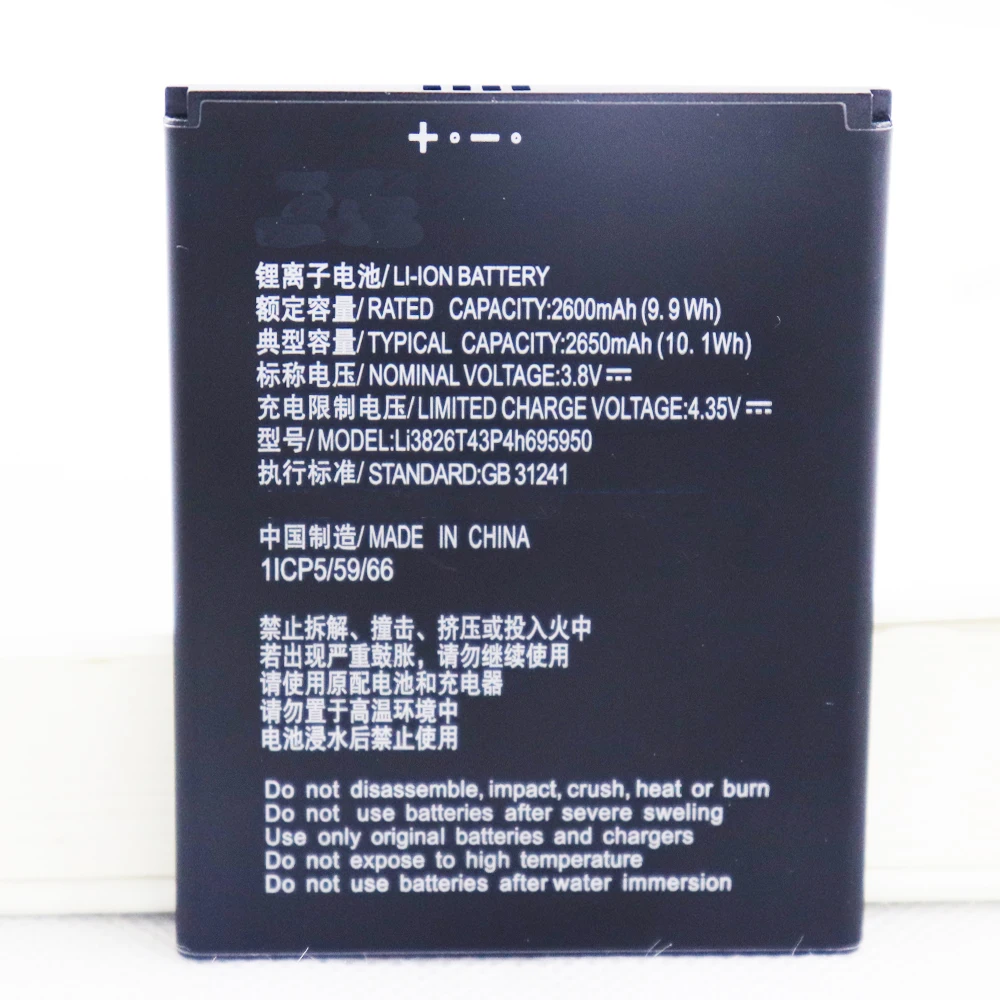 + ∘ − ∘
锂离子电池/ LI-ION BATTERY
额定容量/ RATED CAPACITY:2600mAh (9. 9 Wh)
典型容量/ TYPICAL CAPACITY:2650mAh (10. 1Wh)
标称电压/ NOMINAL VOLTAGE:3.8V⎓
充电限制电压/ LIMITED CHARGE VOLTAGE:4.35V⎓
型号/ MODEL:Li3826T43P4h695950
执行标准/ STANDARD:GB 31241
中国制造/ MADE IN CHINA
1ICP5/59/66
禁止拆解、撞击、挤压或投入火中
若出现严重鼓胀，请勿继续使用
请使用原配电池和充电器
请勿置于高温环境中
电池浸水后禁止使用
Do not disassemble, impact, crush, heat or burn
Do not use batteries after severe sweling
Use only original batteries and chargers
Do not expose to high temperature
Do not use batteries after water immersion